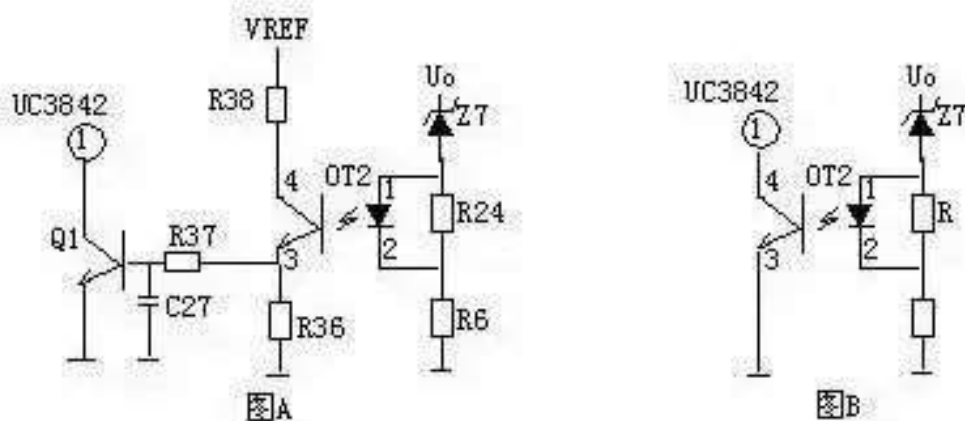 VREF
R38
UC3842
1
Q1
R37
C27
4
3
OT2
R36
Uo
Z7
1
2
R24
R6
图A
UC3842
1
4
3
OT2
Uo
Z7
1
2
R
图B